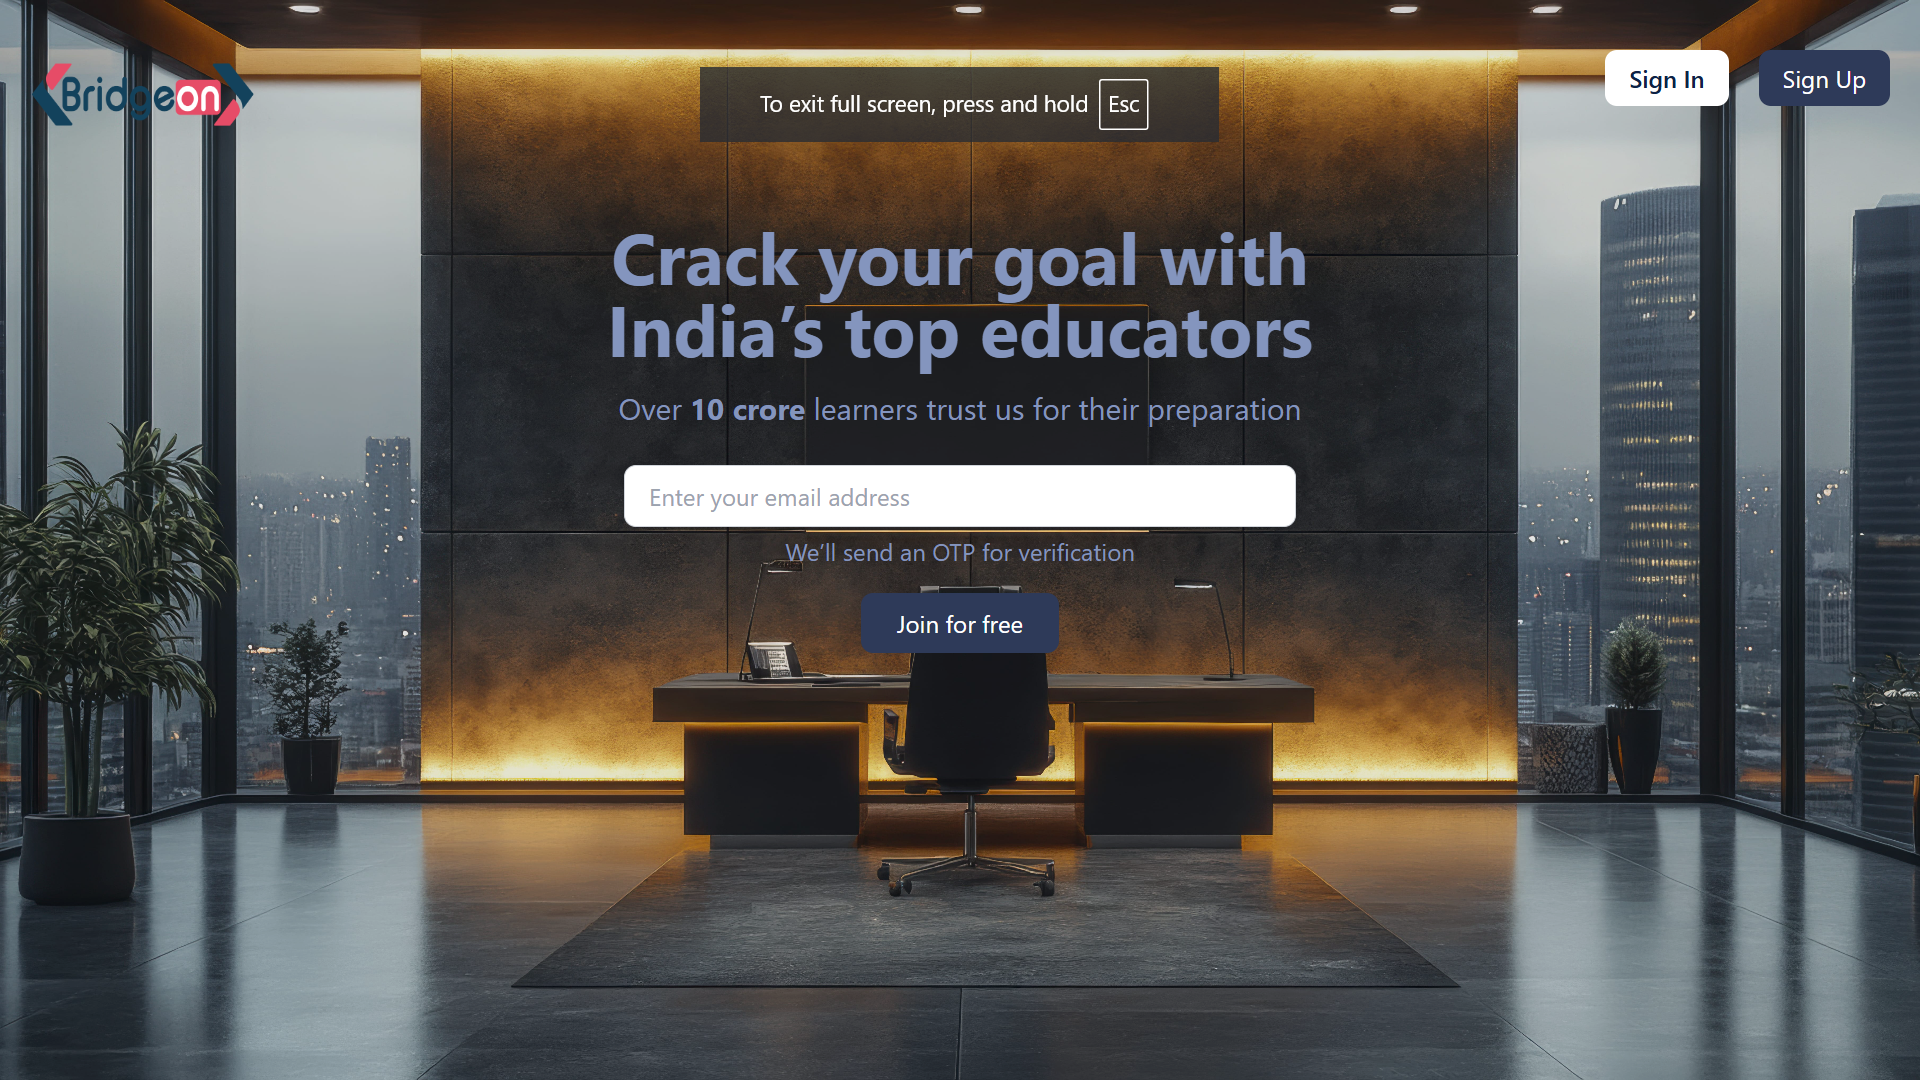 Bridgeon
To exit full screen, press and hold Esc
Sign In
Sign Up
Crack your goal with
India’s top educators
Over 10 crore learners trust us for their preparation
Enter your email address
We’ll send an OTP for verification
Join for free